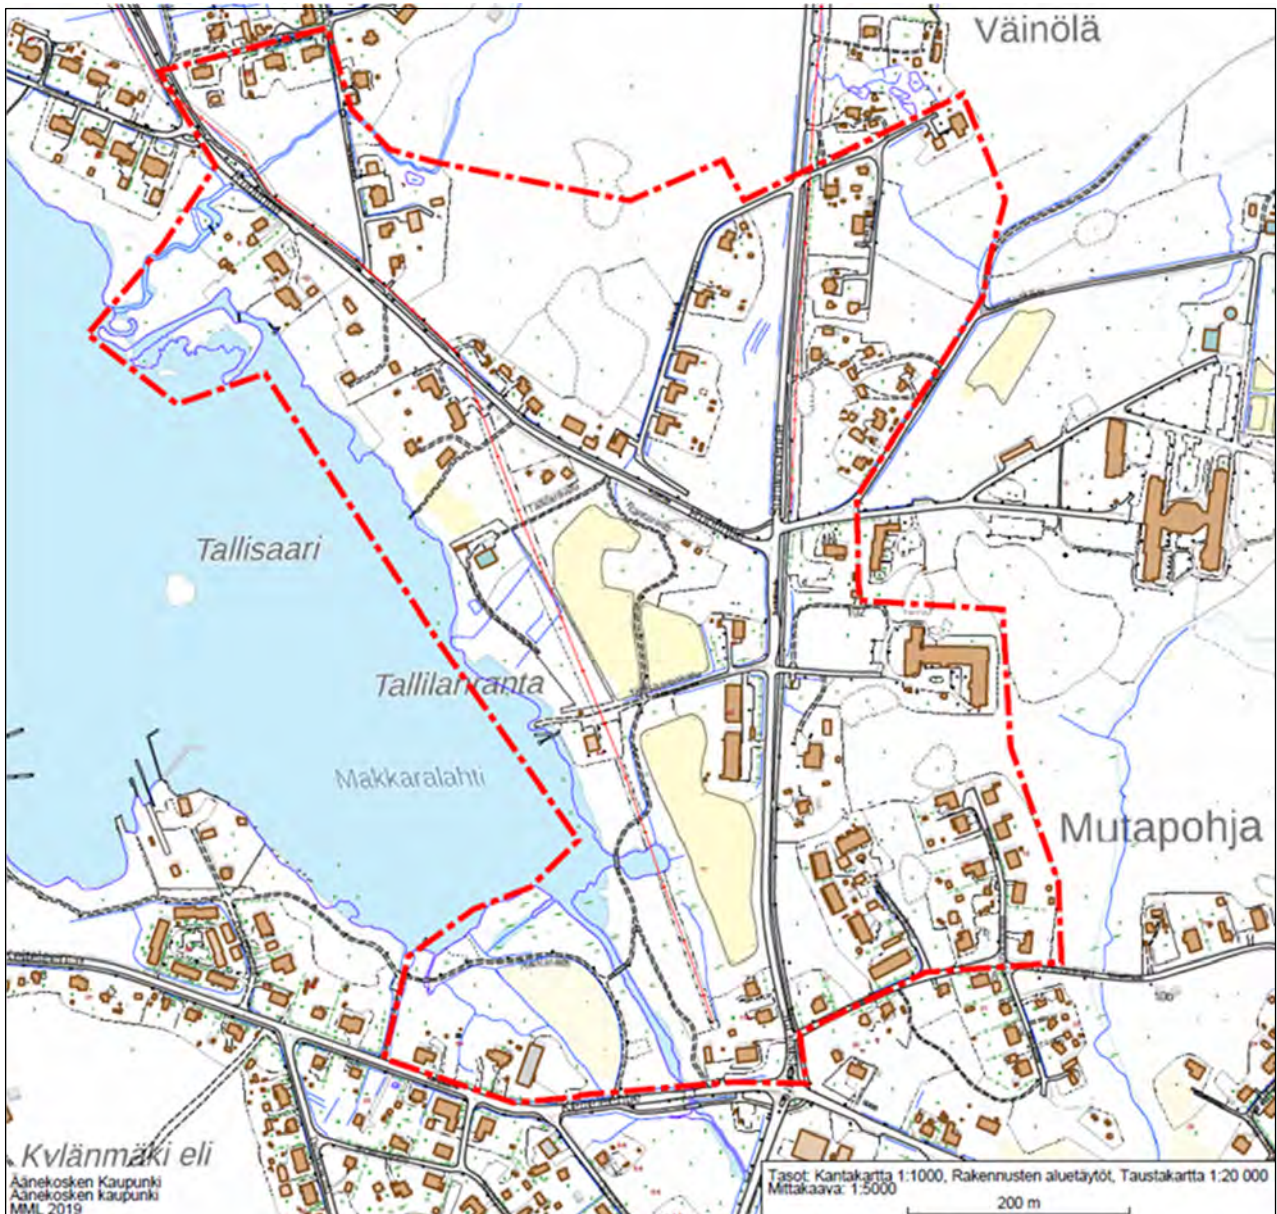 Väinölä
Tallisaari
Tallilanranta
Makkaralahti
Mutapohja
Kylänmäki eli
Äänekosken Kaupunki
Äänekosken kaupunki
MML 2019
Tasot: Kantakartta 1:1000, Rakennusten aluetäytöt, Taustakartta 1:20 000
Mittakaava: 1:5000
200 m